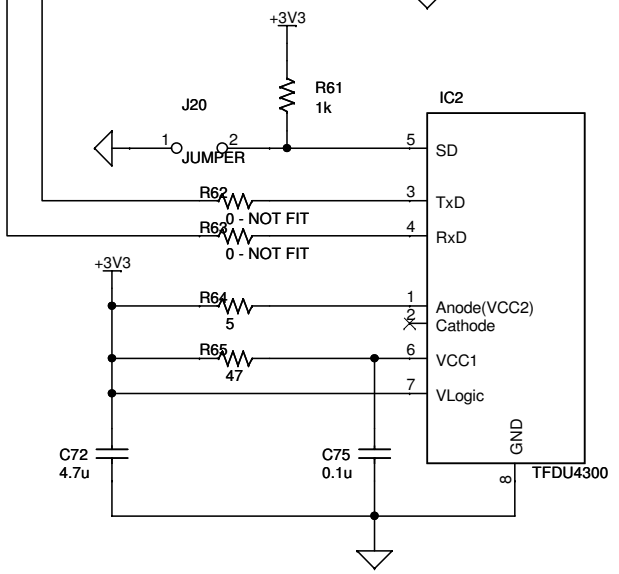 +3V3
R61
1k
IC2
J20
1
2
JUMPER
5
SD
R62
3
TxD
0 - NOT FIT
R63
4
RxD
0 - NOT FIT
+3V3
R64
1
Anode(VCC2)
5
2
Cathode
R65
6
VCC1
47
7
VLogic
GND
C72
4.7u
C75
0.1u
8
TFDU4300